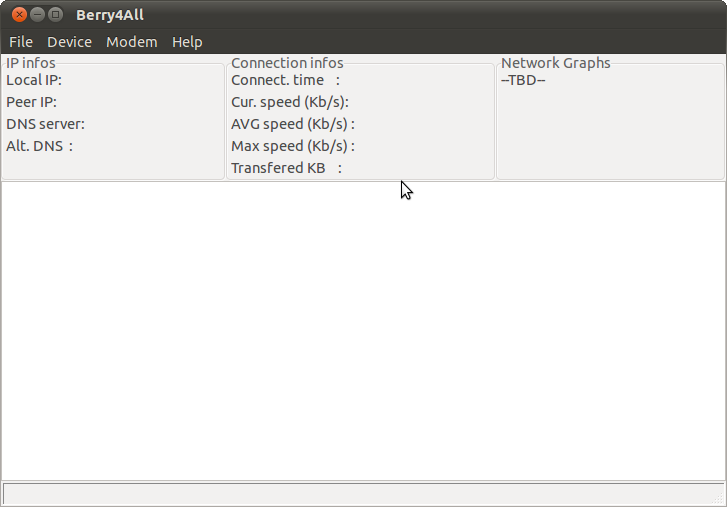 Berry4All
File Device Modem Help
IP infos
Local IP:
Peer IP:
DNS server:
Alt. DNS :
Connection infos
Connect. time :
Cur. speed (Kb/s):
AVG speed (Kb/s) :
Max speed (Kb/s) :
Transfered KB :
Network Graphs
--TBD--